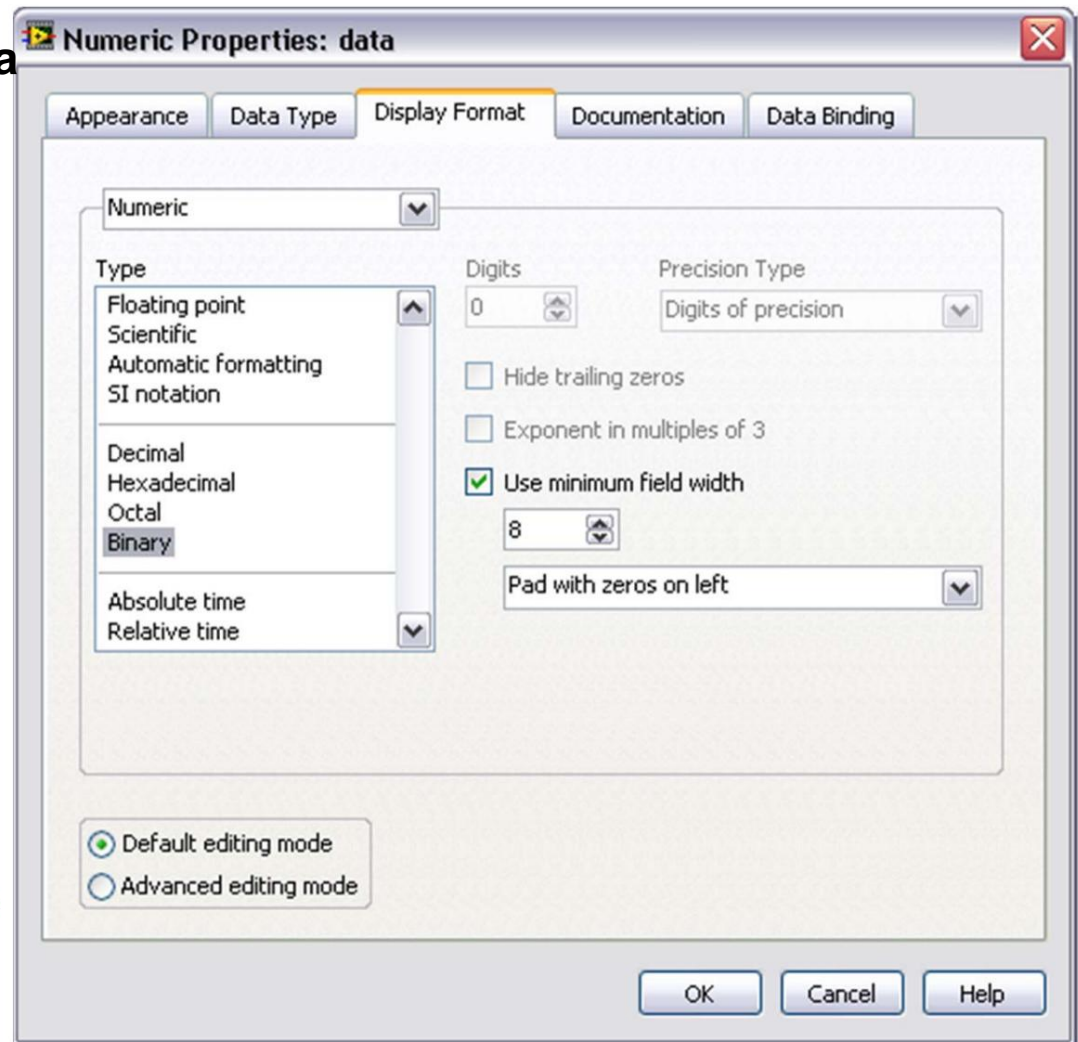 a
Numeric Properties: data
Appearance
Data Type
Display Format
Documentation
Data Binding
Numeric
Type
Floating point
Scientific
Automatic formatting
SI notation
Decimal
Hexadecimal
Octal
Binary
Absolute time
Relative time
Digits
0
Precision Type
Digits of precision
Hide trailing zeros
Exponent in multiples of 3
Use minimum field width
8
Pad with zeros on left
Default editing mode
Advanced editing mode
OK
Cancel
Help